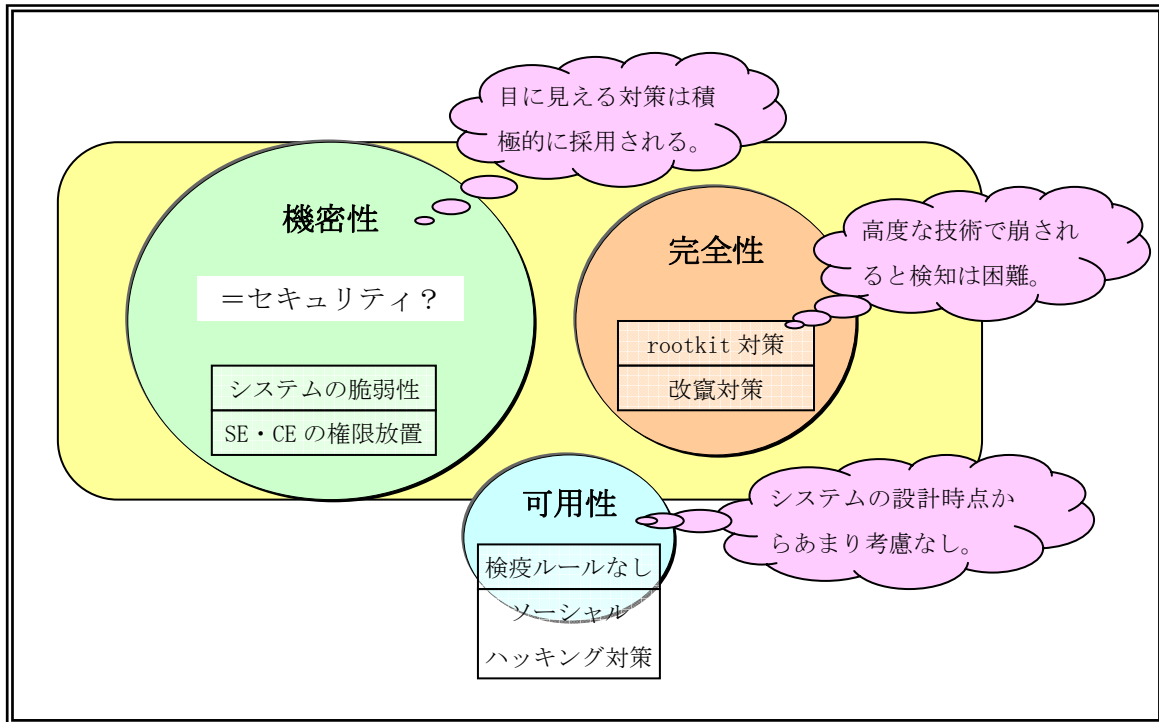 目に見える対策は積
極的に採用される。
機密性
＝セキュリティ？
システムの脆弱性
SE・CE の権限放置
完全性
高度な技術で崩され
ると検知は困難。
rootkit 対策
改竄対策
可用性
システムの設計時点か
らあまり考慮なし。
検疫ルールなし
ソーシャル
ハッキング対策